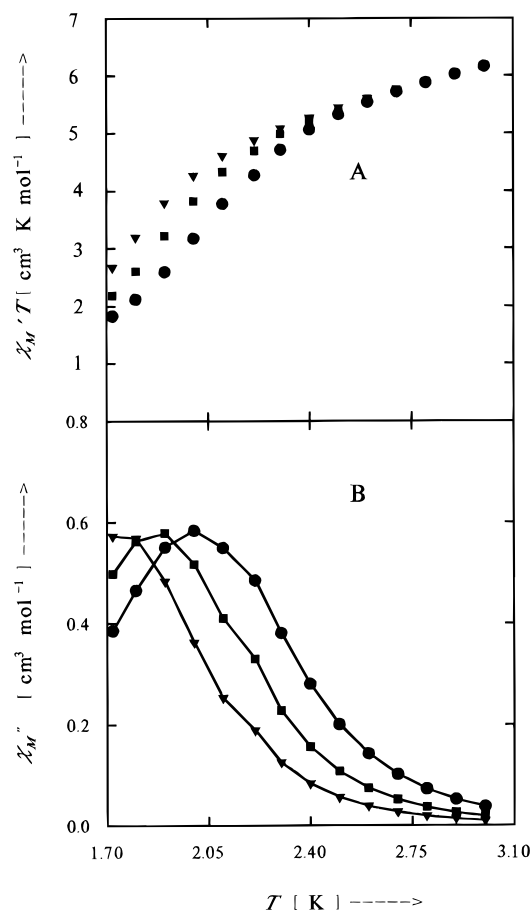 7
6
5
4
3
2
1
0.8
0.6
0.4
0.2
0.0
χM′T [ cm³ K mol⁻¹ ] ----->
A
χM″ [ cm³ mol⁻¹ ] ----->
B
1.70 2.05 2.40 2.75 3.10
T [ K ] ----->